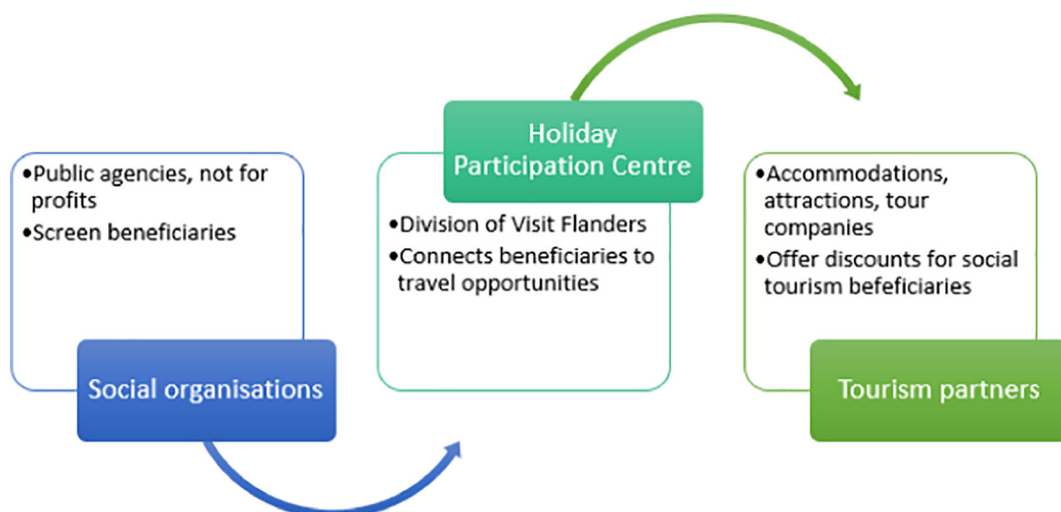 •Public agencies, not for
profits
•Screen beneficiaries
Social organisations
Holiday
Participation Centre
•Division of Visit Flanders
•Connects beneficiaries to
travel opportunities
•Accommodations,
attractions, tour
companies
•Offer discounts for social
tourism befeficiaries
Tourism partners